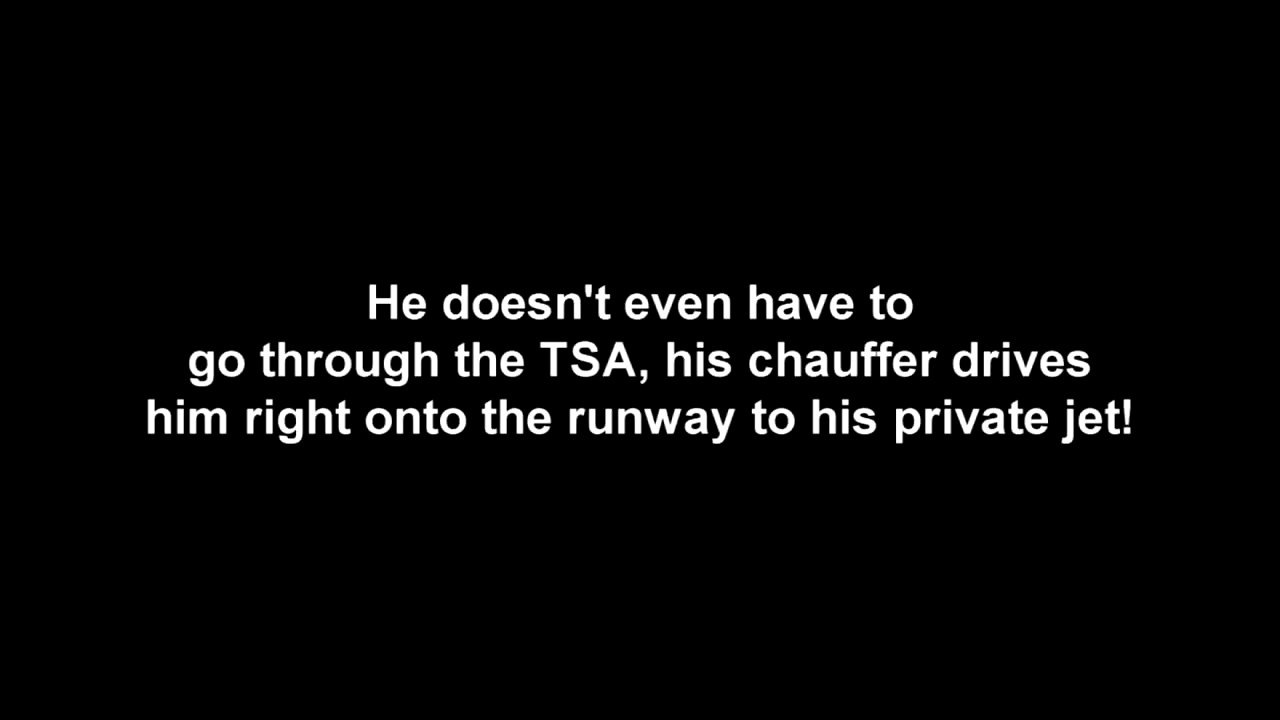 He doesn't even have to
go through the TSA, his chauffer drives
him right onto the runway to his private jet!